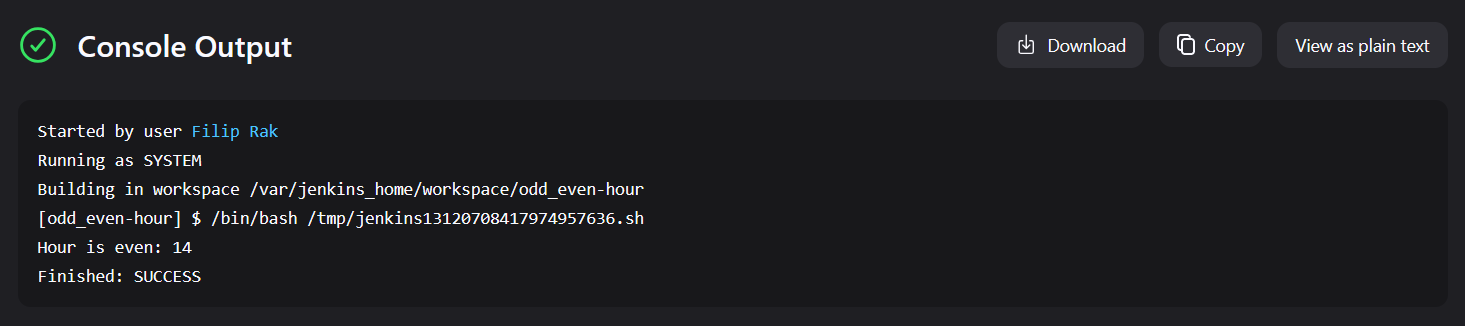 Console Output
Download
Copy
View as plain text
Started by user Filip Rak
Running as SYSTEM
Building in workspace /var/jenkins_home/workspace/odd_even-hour
[odd_even-hour] $ /bin/bash /tmp/jenkins13120708417974957636.sh
Hour is even: 14
Finished: SUCCESS